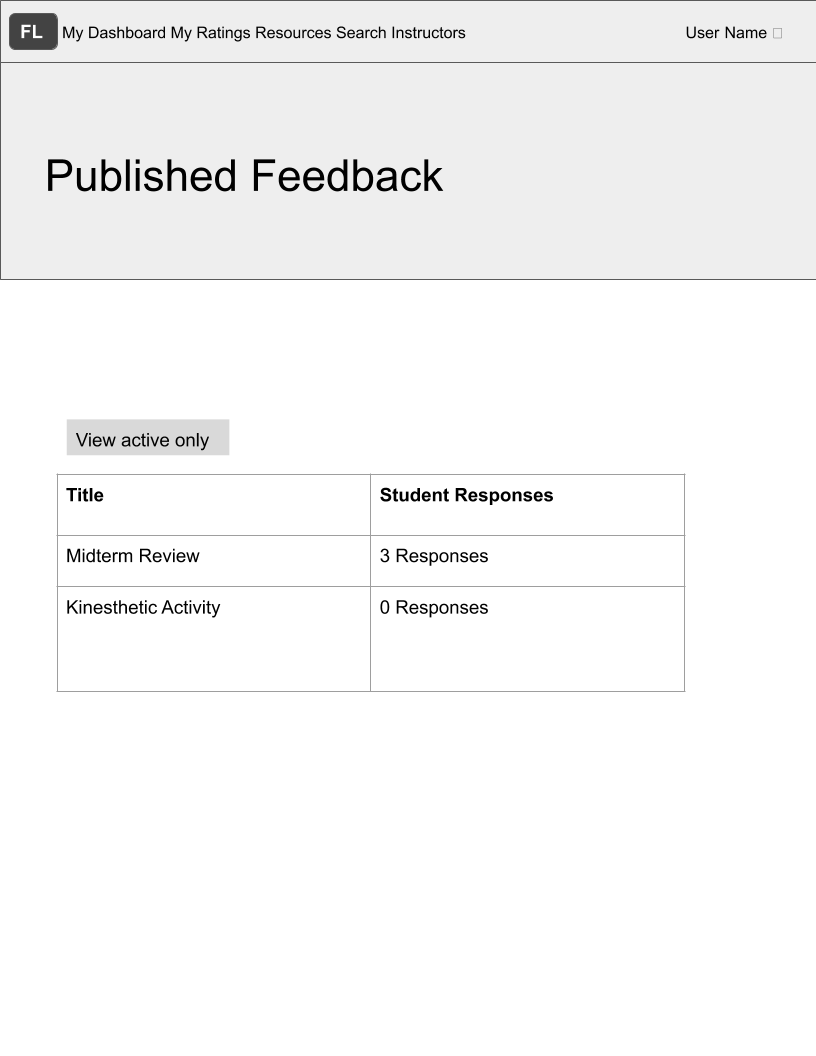 FL My Dashboard My Ratings Resources Search Instructors User Name
Published Feedback
View active only
Title Student Responses
Midterm Review 3 Responses
Kinesthetic Activity 0 Responses